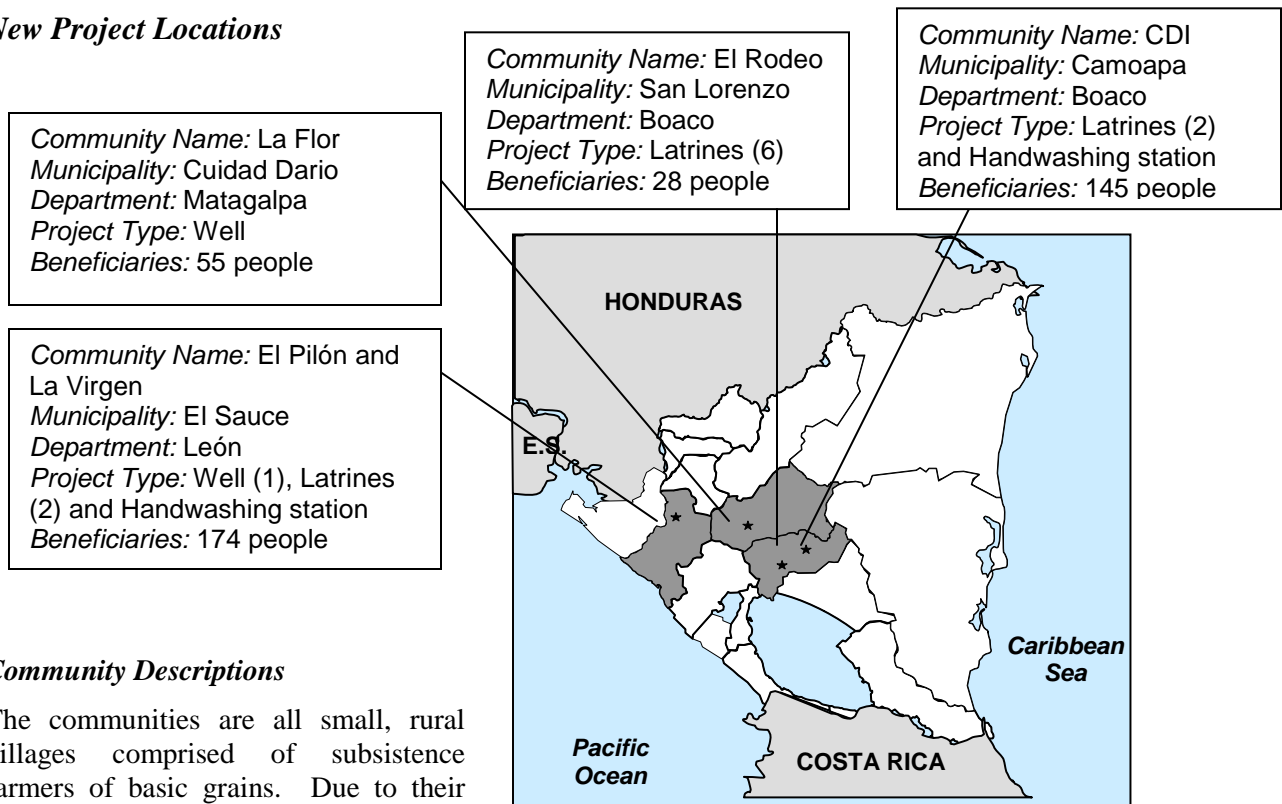 New Project Locations
Community Name: El Rodeo
Municipality: San Lorenzo
Department: Boaco
Project Type: Latrines (6)
Beneficiaries: 28 people
Community Name: CDI
Municipality: Camoapa
Department: Boaco
Project Type: Latrines (2)
and Handwashing station
Beneficiaries: 145 people
Community Name: La Flor
Municipality: Cuidad Dario
Department: Matagalpa
Project Type: Well
Beneficiaries: 55 people
Community Name: El Pilón and
La Virgen
Municipality: El Sauce
Department: León
Project Type: Well (1), Latrines
(2) and Handwashing station
Beneficiaries: 174 people
HONDURAS
E.S.
Caribbean
Sea
Pacific
Ocean
COSTA RICA
Community Descriptions
The communities are all small, rural
villages comprised of subsistence
farmers of basic grains. Due to their